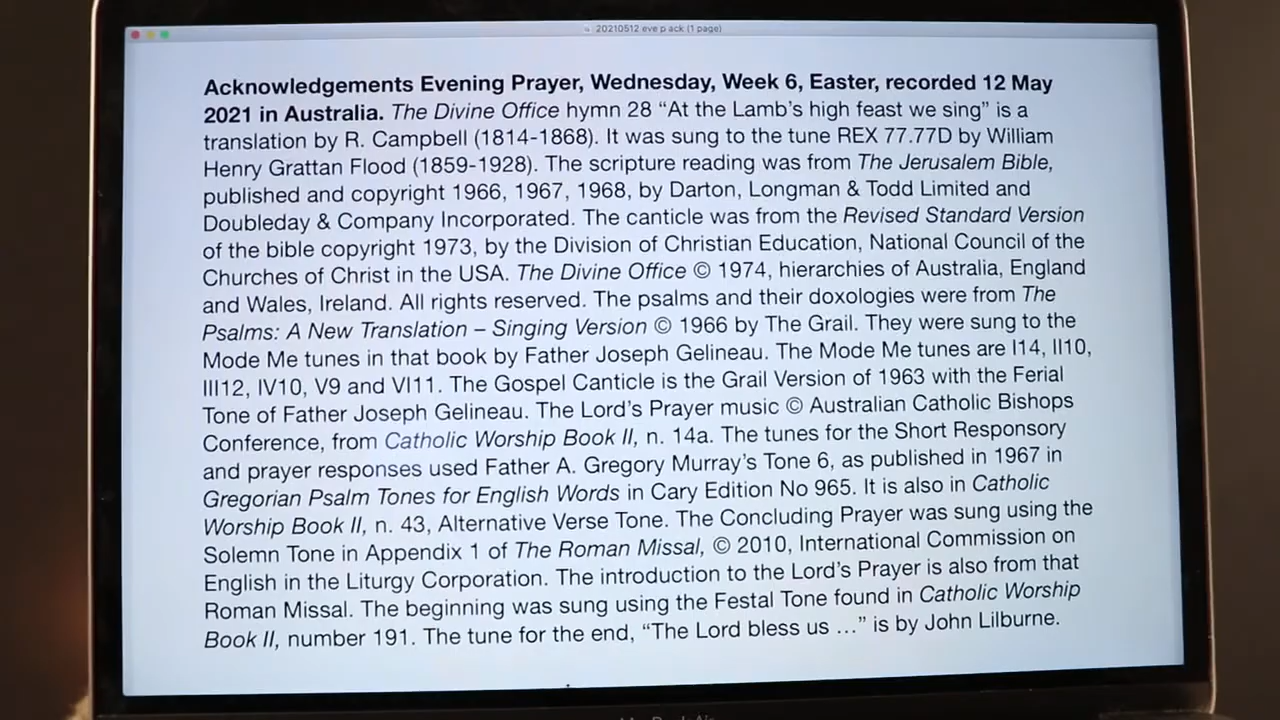 20210512 eve p ack (1 page)
Acknowledgements Evening Prayer, Wednesday, Week 6, Easter, recorded 12 May
2021 in Australia. The Divine Office hymn 28 “At the Lamb’s high feast we sing” is a
translation by R. Campbell (1814-1868). It was sung to the tune REX 77.77D by William
Henry Grattan Flood (1859-1928). The scripture reading was from The Jerusalem Bible,
published and copyright 1966, 1967, 1968, by Darton, Longman & Todd Limited and
Doubleday & Company Incorporated. The canticle was from the Revised Standard Version
of the bible copyright 1973, by the Division of Christian Education, National Council of the
Churches of Christ in the USA. The Divine Office © 1974, hierarchies of Australia, England
and Wales, Ireland. All rights reserved. The psalms and their doxologies were from The
Psalms: A New Translation – Singing Version © 1966 by The Grail. They were sung to the
Mode Me tunes in that book by Father Joseph Gelineau. The Mode Me tunes are I14, II10,
III12, IV10, V9 and VI11. The Gospel Canticle is the Grail Version of 1963 with the Ferial
Tone of Father Joseph Gelineau. The Lord’s Prayer music © Australian Catholic Bishops
Conference, from Catholic Worship Book II, n. 14a. The tunes for the Short Responsory
and prayer responses used Father A. Gregory Murray’s Tone 6, as published in 1967 in
Gregorian Psalm Tones for English Words in Cary Edition No 965. It is also in Catholic
Worship Book II, n. 43, Alternative Verse Tone. The Concluding Prayer was sung using the
Solemn Tone in Appendix 1 of The Roman Missal, © 2010, International Commission on
English in the Liturgy Corporation. The introduction to the Lord’s Prayer is also from that
Roman Missal. The beginning was sung using the Festal Tone found in Catholic Worship
Book II, number 191. The tune for the end, “The Lord bless us …” is by John Lilburne.